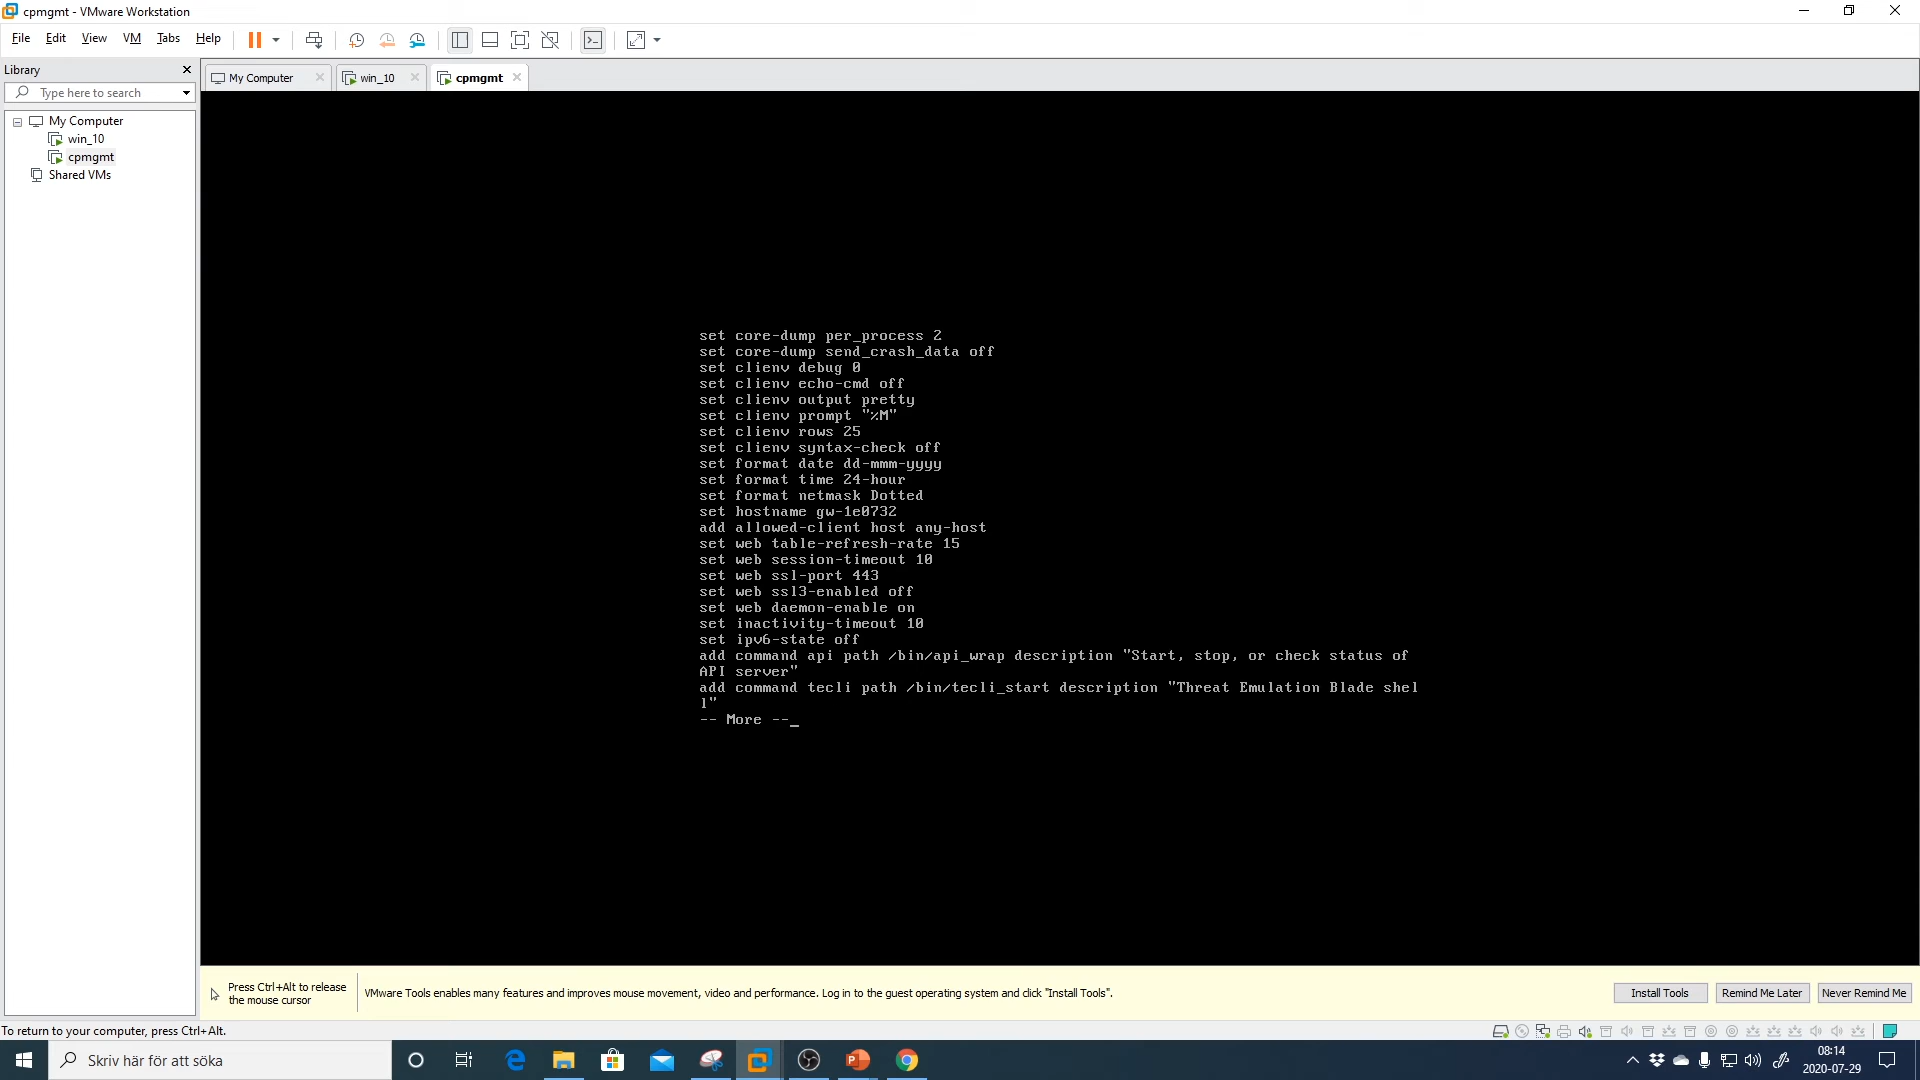 cpmgmt - VMware Workstation
File Edit View VM Tabs Help
Library
Type here to search
My Computer
win_10
cpmgmt
Shared VMs
My Computer win_10 cpmgmt
set core-dump per_process 2
set core-dump send_crash_data off
set clienv debug 0
set clienv echo-cmd off
set clienv output pretty
set clienv prompt "%M"
set clienv rows 25
set clienv syntax-check off
set format date dd-mmm-yyyy
set format time 24-hour
set format netmask Dotted
set hostname gw-1e0732
add allowed-client host any-host
set web table-refresh-rate 15
set web session-timeout 10
set web ssl-port 443
set web ssl3-enabled off
set web daemon-enable on
set inactivity-timeout 10
set ipv6-state off
add command api path /bin/api_wrap description "Start, stop, or check status of
API server"
add command tecli path /bin/tecli_start description "Threat Emulation Blade shel
l"
-- More --_
Press Ctrl+Alt to release
the mouse cursor
VMware Tools enables many features and improves mouse movement, video and performance. Log in to the guest operating system and click "Install Tools".
Install Tools Remind Me Later Never Remind Me
To return to your computer, press Ctrl+Alt.
Skriv här för att söka
08:14
2020-07-29